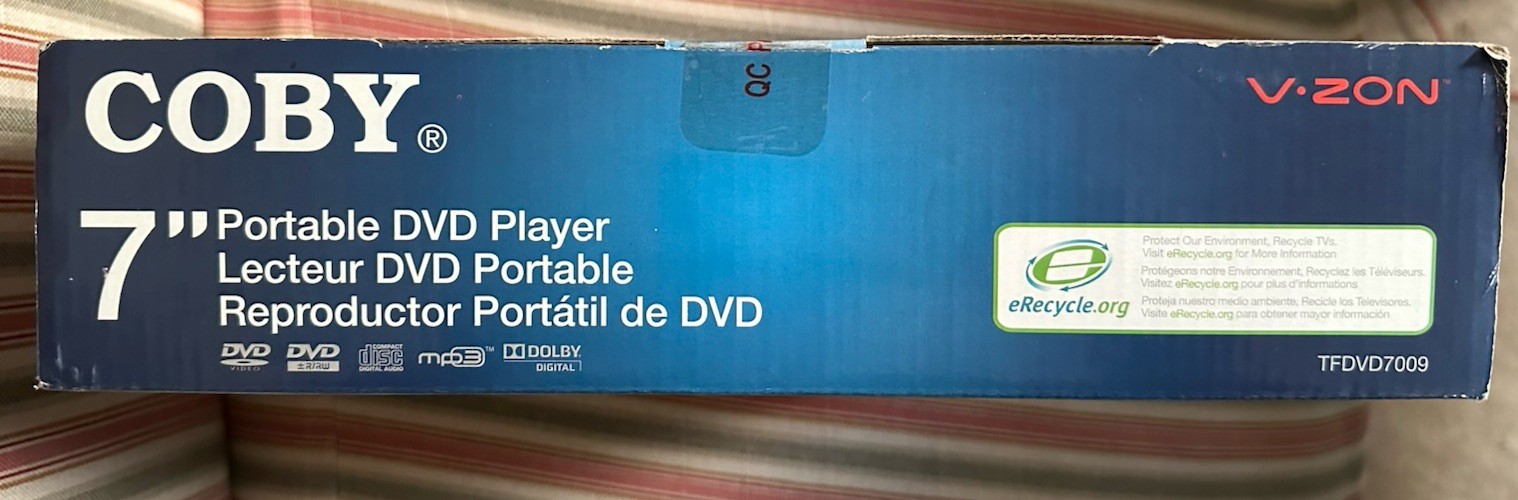 COBY®
QC P
V·ZON™
7"
Portable DVD Player
Lecteur DVD Portable
Reproductor Portátil de DVD
DVD
VIDEO
DVD
±R/RW
COMPACT
disc
DIGITAL AUDIO
mp3™
DOLBY
DIGITAL
eRecycle.org
Protect Our Environment, Recycle TVs.
Visit eRecycle.org for More Information
Protégeons notre Environnement, Recyclez les Téléviseurs.
Visitez eRecycle.org pour plus d'informations
Proteja nuestro medio ambiente, Recicle los Televisores.
Visite eRecycle.org para obtener mayor información
TFDVD7009